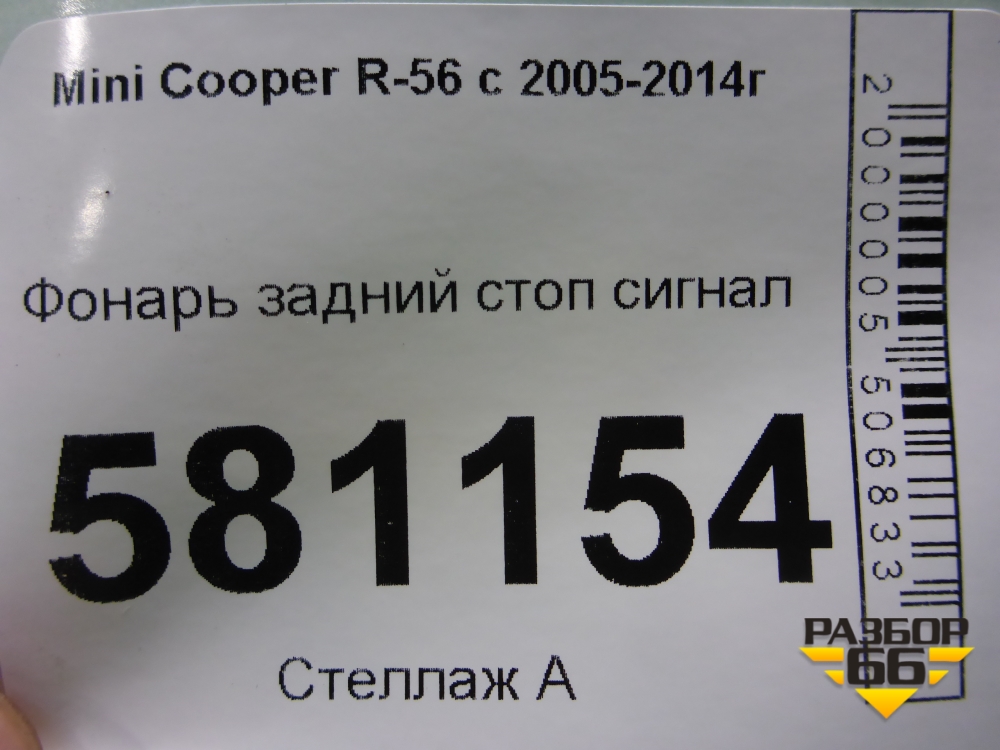 Mini Cooper R-56 с 2005-2014г
Фонарь задний стоп сигнал
581154
Стеллаж А
2000005506833
РАЗБОР
66